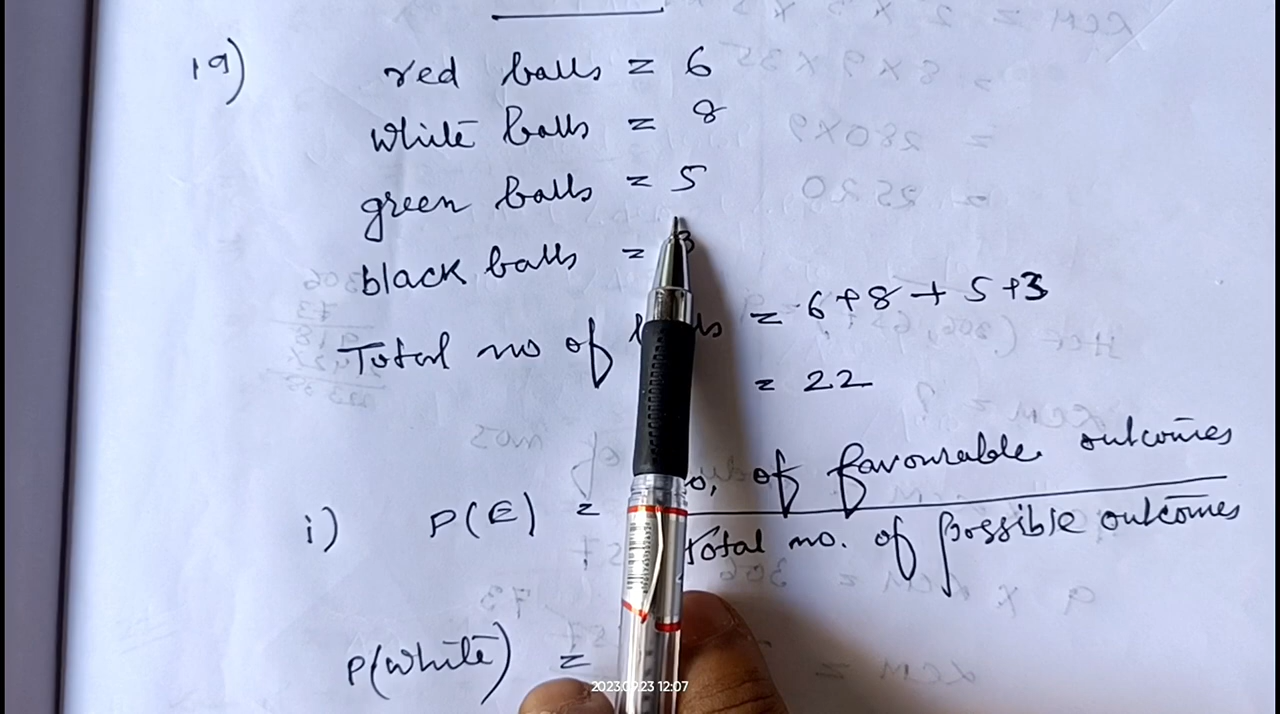 19) red balls = 6
white balls = 8
green balls = 5
black balls = 3
Total no of = 6+8+5+3
= 22
i) P(E) = of favourable outcomes
Total no. of possible outcomes
P(white) =
2023.09.23 12:07